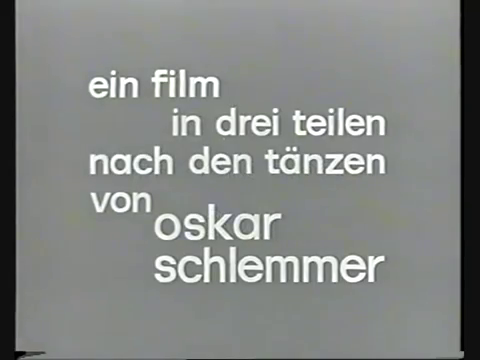 ein film
in drei teilen
nach den tänzen
von
oskar
schlemmer